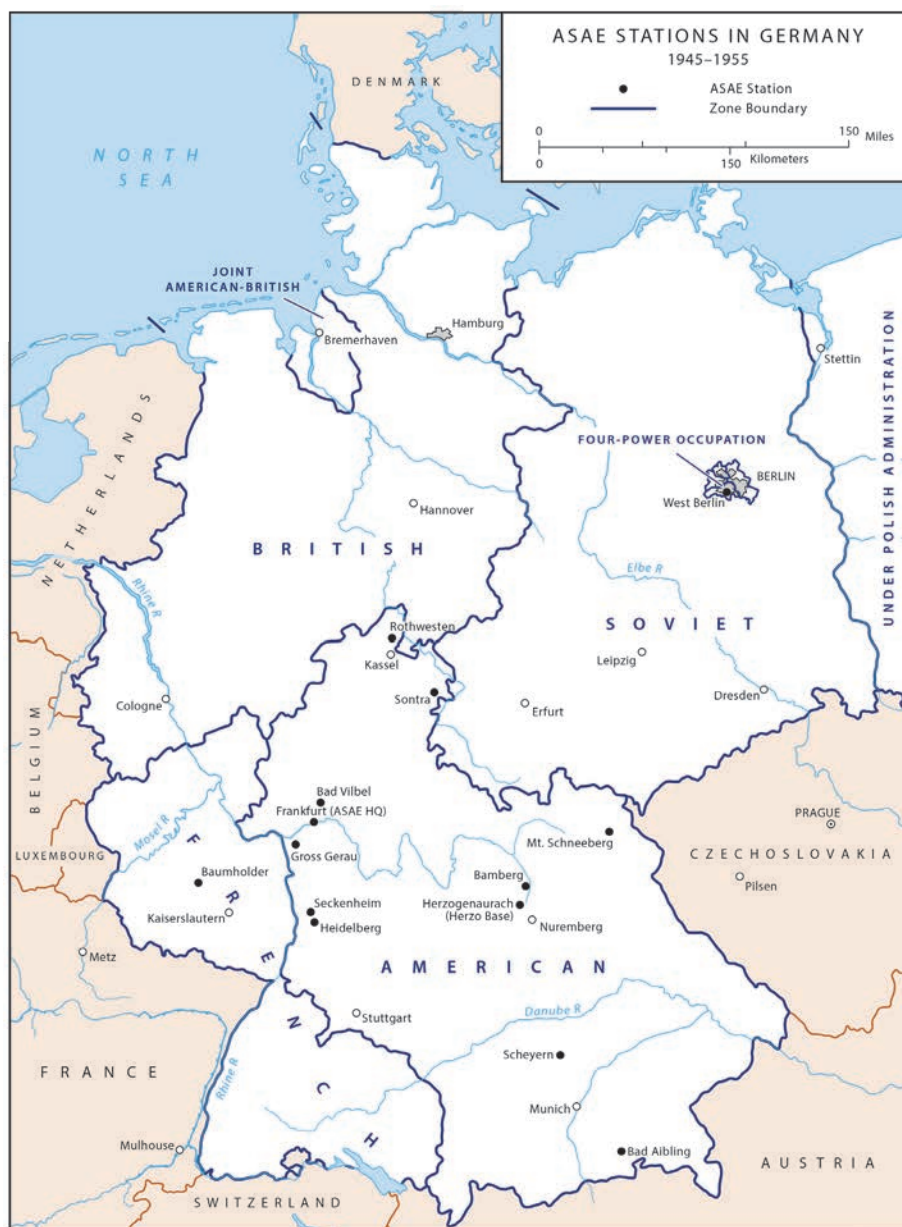 ASAE STATIONS IN GERMANY
1945–1955
ASAE Station
Zone Boundary
0
150
Miles
0
150
Kilometers
DENMARK
NORTH
SEA
JOINT
AMERICAN-BRITISH
Bremerhaven
Hamburg
Stettin
NETHERLANDS
FOUR-POWER OCCUPATION
BERLIN
West Berlin
UNDER POLISH ADMINISTRATION
Hannover
BRITISH
Rhine R
Elbe R
SOVIET
Rothwesten
Kassel
Leipzig
Sontra
Dresden
Cologne
Erfurt
BELGIUM
Bad Vilbel
Frankfurt (ASAE HQ)
Mosel R
Gross Gerau
Mt. Schneeberg
PRAGUE
LUXEMBOURG
CZECHOSLOVAKIA
Baumholder
Bamberg
Pilsen
Kaiserslautern
Seckenheim
Herzogenaurach
(Herzo Base)
Heidelberg
Nuremberg
Metz
FRENCH
AMERICAN
Stuttgart
Danube R
Scheyern
FRANCE
Rhine R
Munich
Mulhouse
Bad Aibling
AUSTRIA
SWITZERLAND